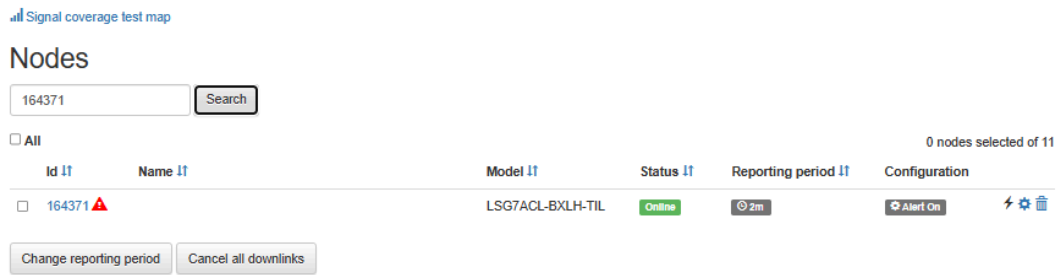 Signal coverage test map
Nodes
164371 Search
All 0 nodes selected of 11
Id Name Model Status Reporting period Configuration
164371 LSG7ACL-BXLH-TIL Online 2m Alert On
Change reporting period Cancel all downlinks